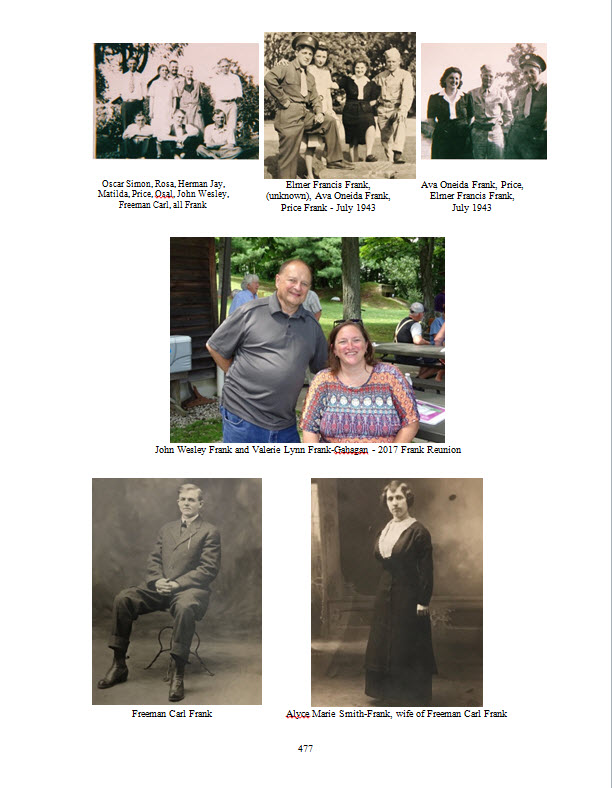 Oscar Simon, Rosa, Herman Jay,
Matilda, Price, Osal, John Wesley,
Freeman Carl, all Frank
Elmer Francis Frank,
(unknown), Ava Oneida Frank,
Price Frank - July 1943
Ava Oneida Frank, Price,
Elmer Francis Frank,
July 1943
John Wesley Frank and Valerie Lynn Frank-Gahagan - 2017 Frank Reunion
Freeman Carl Frank
Alyce Marie Smith-Frank, wife of Freeman Carl Frank
477